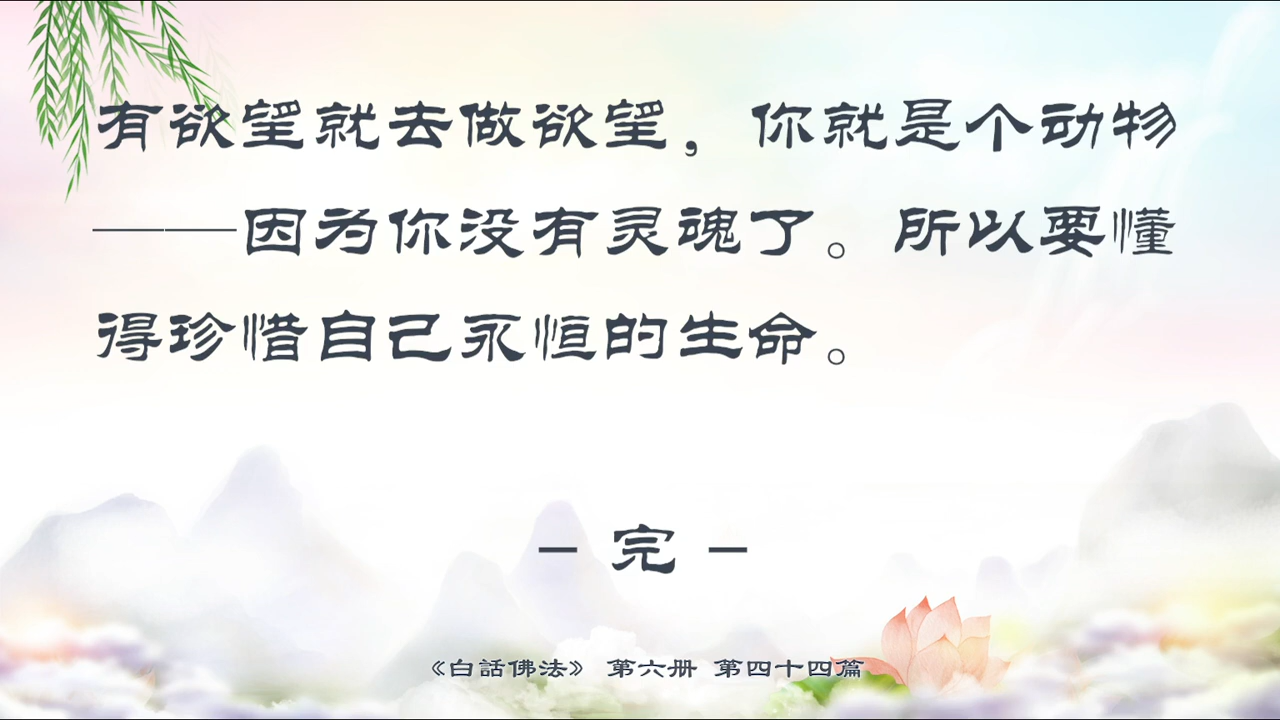 有欲望就去做欲望，你就是个动物
——因为你没有灵魂了。所以要懂
得珍惜自己永恒的生命。
－ 完 －
《白話佛法》 第六册 第四十四篇